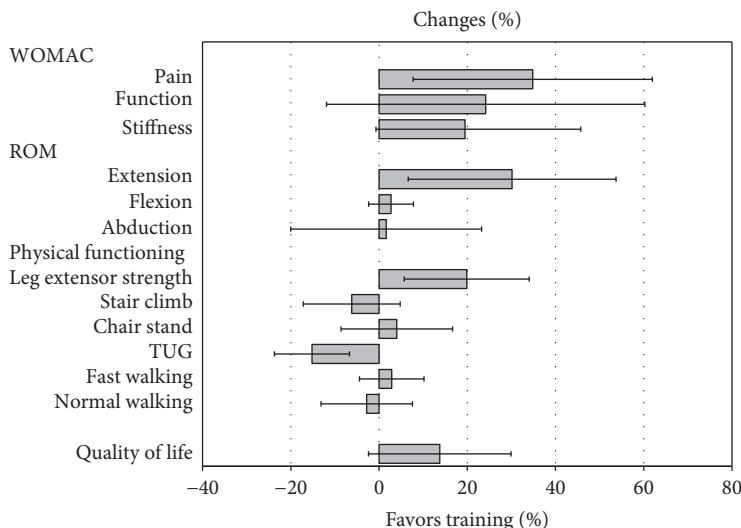 Changes (%)
WOMAC
Pain
Function
Stiffness
ROM
Extension
Flexion
Abduction
Physical functioning
Leg extensor strength
Stair climb
Chair stand
TUG
Fast walking
Normal walking
Quality of life
−40 −20 0 20 40 60 80
Favors training (%)